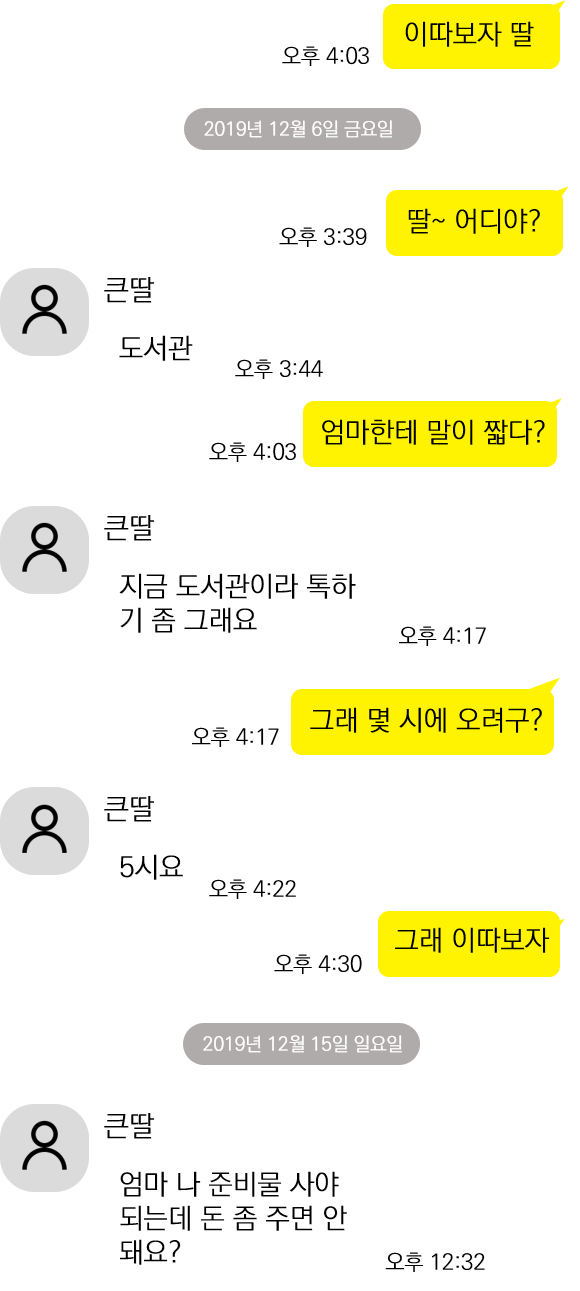 이따보자 딸
오후 4:03
2019년 12월 6일 금요일
딸~ 어디야?
오후 3:39
큰딸
도서관
오후 3:44
엄마한테 말이 짧다?
오후 4:03
큰딸
지금 도서관이라 톡하
기 좀 그래요
오후 4:17
그래 몇 시에 오려구?
오후 4:17
큰딸
5시요
오후 4:22
그래 이따보자
오후 4:30
2019년 12월 15일 일요일
큰딸
엄마 나 준비물 사야
되는데 돈 좀 주면 안
돼요?
오후 12:32